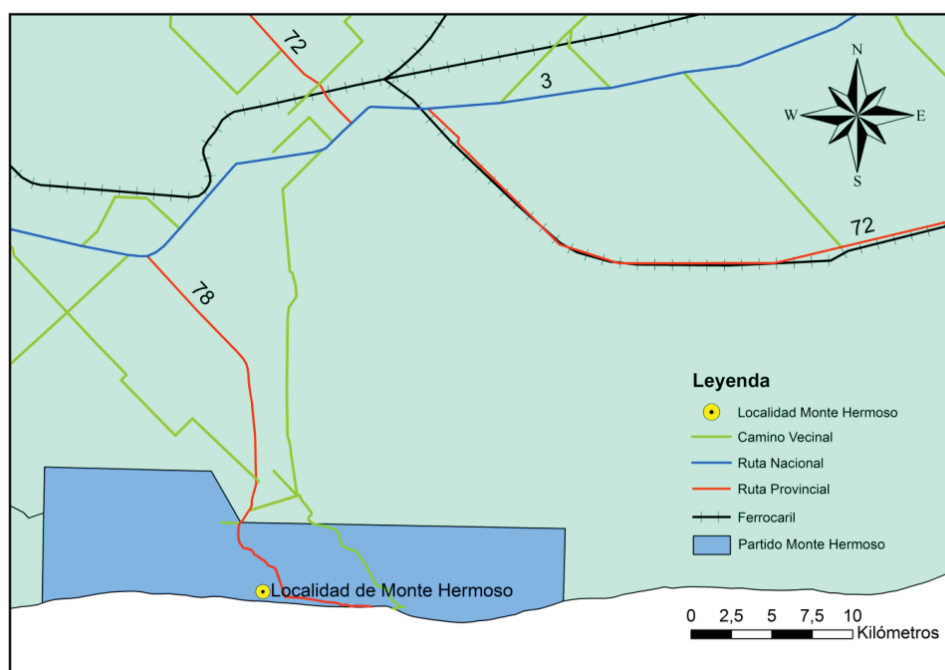 72
3
N
W
E
S
72
78
Leyenda
Localidad Monte Hermoso
Camino Vecinal
Ruta Nacional
Ruta Provincial
Ferrocaril
Partido Monte Hermoso
Localidad de Monte Hermoso
0 2,5 5 7,5 10
Kilómetros